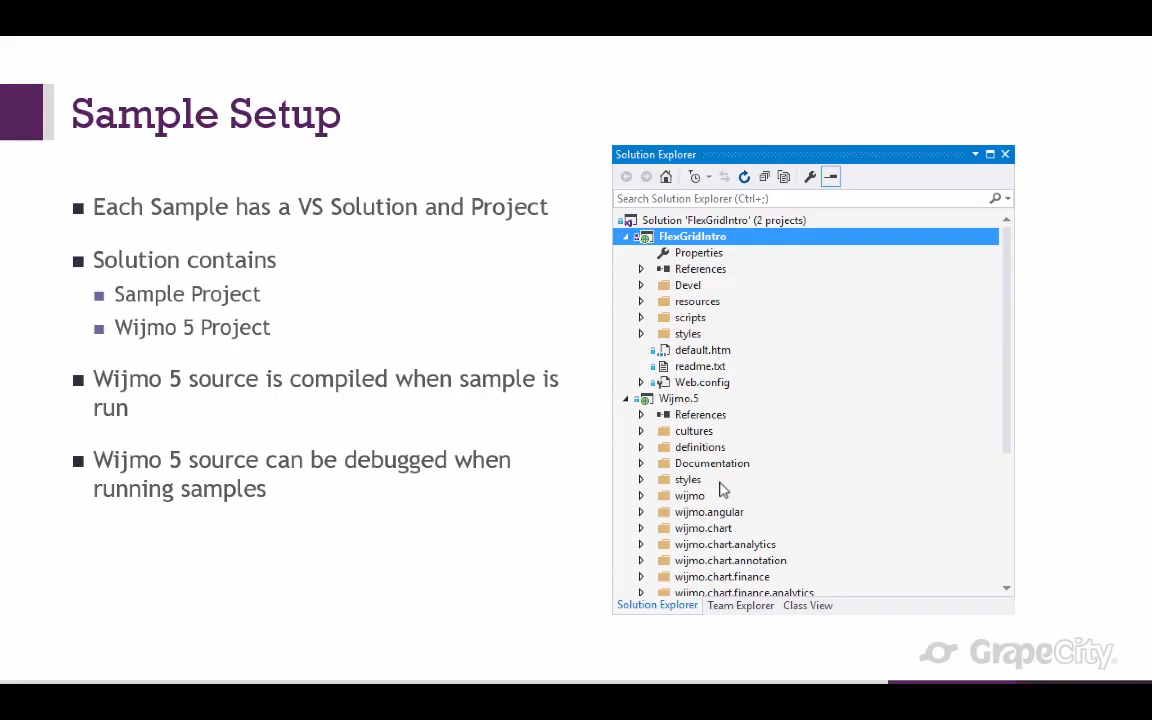 Sample Setup
Each Sample has a VS Solution and Project
Solution contains
Sample Project
Wijmo 5 Project
Wijmo 5 source is compiled when sample is
run
Wijmo 5 source can be debugged when
running samples
Solution Explorer
Search Solution Explorer (Ctrl+;)
Solution 'FlexGridIntro' (2 projects)
FlexGridIntro
Properties
References
Devel
resources
scripts
styles
default.htm
readme.txt
Web.config
Wijmo.5
References
cultures
definitions
Documentation
styles
wijmo
wijmo.angular
wijmo.chart
wijmo.chart.analytics
wijmo.chart.annotation
wijmo.chart.finance
wijmo.chart.finance.analytics
Solution Explorer Team Explorer Class View
GrapeCity